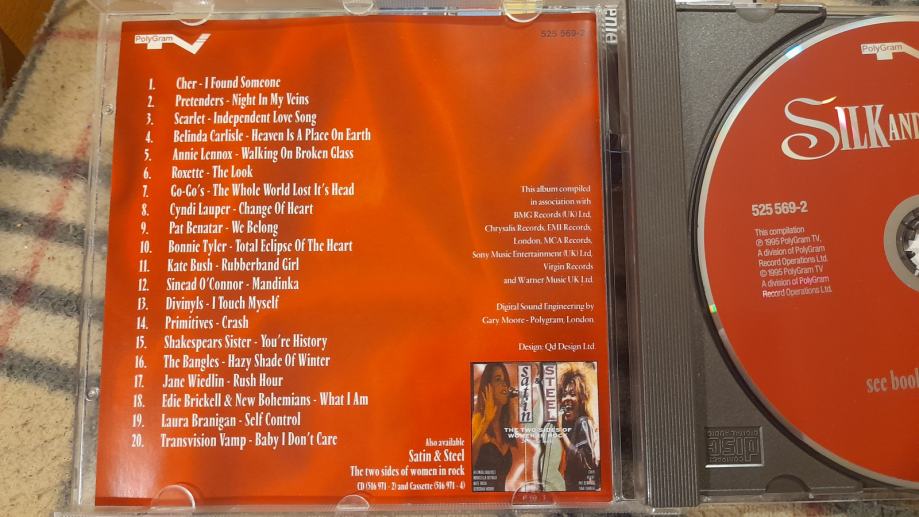 PolyGram TV
525 569-2
1. Cher - I Found Someone
2. Pretenders - Night In My Veins
3. Scarlet - Independent Love Song
4. Belinda Carlisle - Heaven Is A Place On Earth
5. Annie Lennox - Walking On Broken Glass
6. Roxette - The Look
7. Go-Go's - The Whole World Lost It's Head
8. Cyndi Lauper - Change Of Heart
9. Pat Benatar - We Belong
10. Bonnie Tyler - Total Eclipse Of The Heart
11. Kate Bush - Rubberband Girl
12. Sinead O'Connor - Mandinka
13. Divinyls - I Touch Myself
14. Primitives - Crash
15. Shakespears Sister - You're History
16. The Bangles - Hazy Shade Of Winter
17. Jane Wiedlin - Rush Hour
18. Edie Brickell & New Bohemians - What I Am
19. Laura Branigan - Self Control
20. Transvision Vamp - Baby I Don't Care
This album compiled
in association with
BMG Records (UK) Ltd,
Chrysalis Records, EMI Records,
London, MCA Records,
Sony Music Entertainment (UK) Ltd,
Virgin Records
and Warner Music UK Ltd.
Digital Sound Engineering by
Gary Moore - Polygram, London.
Design: Qd Design Ltd.
Satin & STEEL
THE TWO SIDES OF
WOMEN IN ROCK
Also available
Satin & Steel
The two sides of women in rock
CD (516 971 - 2) and Cassette (516 971 - 4)
PolyGram TV
SILK AND
525 569-2
This compilation
℗ 1995 PolyGram TV,
A division of PolyGram
Record Operations Ltd.
© 1995 PolyGram TV
A division of PolyGram
Record Operations Ltd.
see book
COMPACT
disc
DIGITAL AUDIO